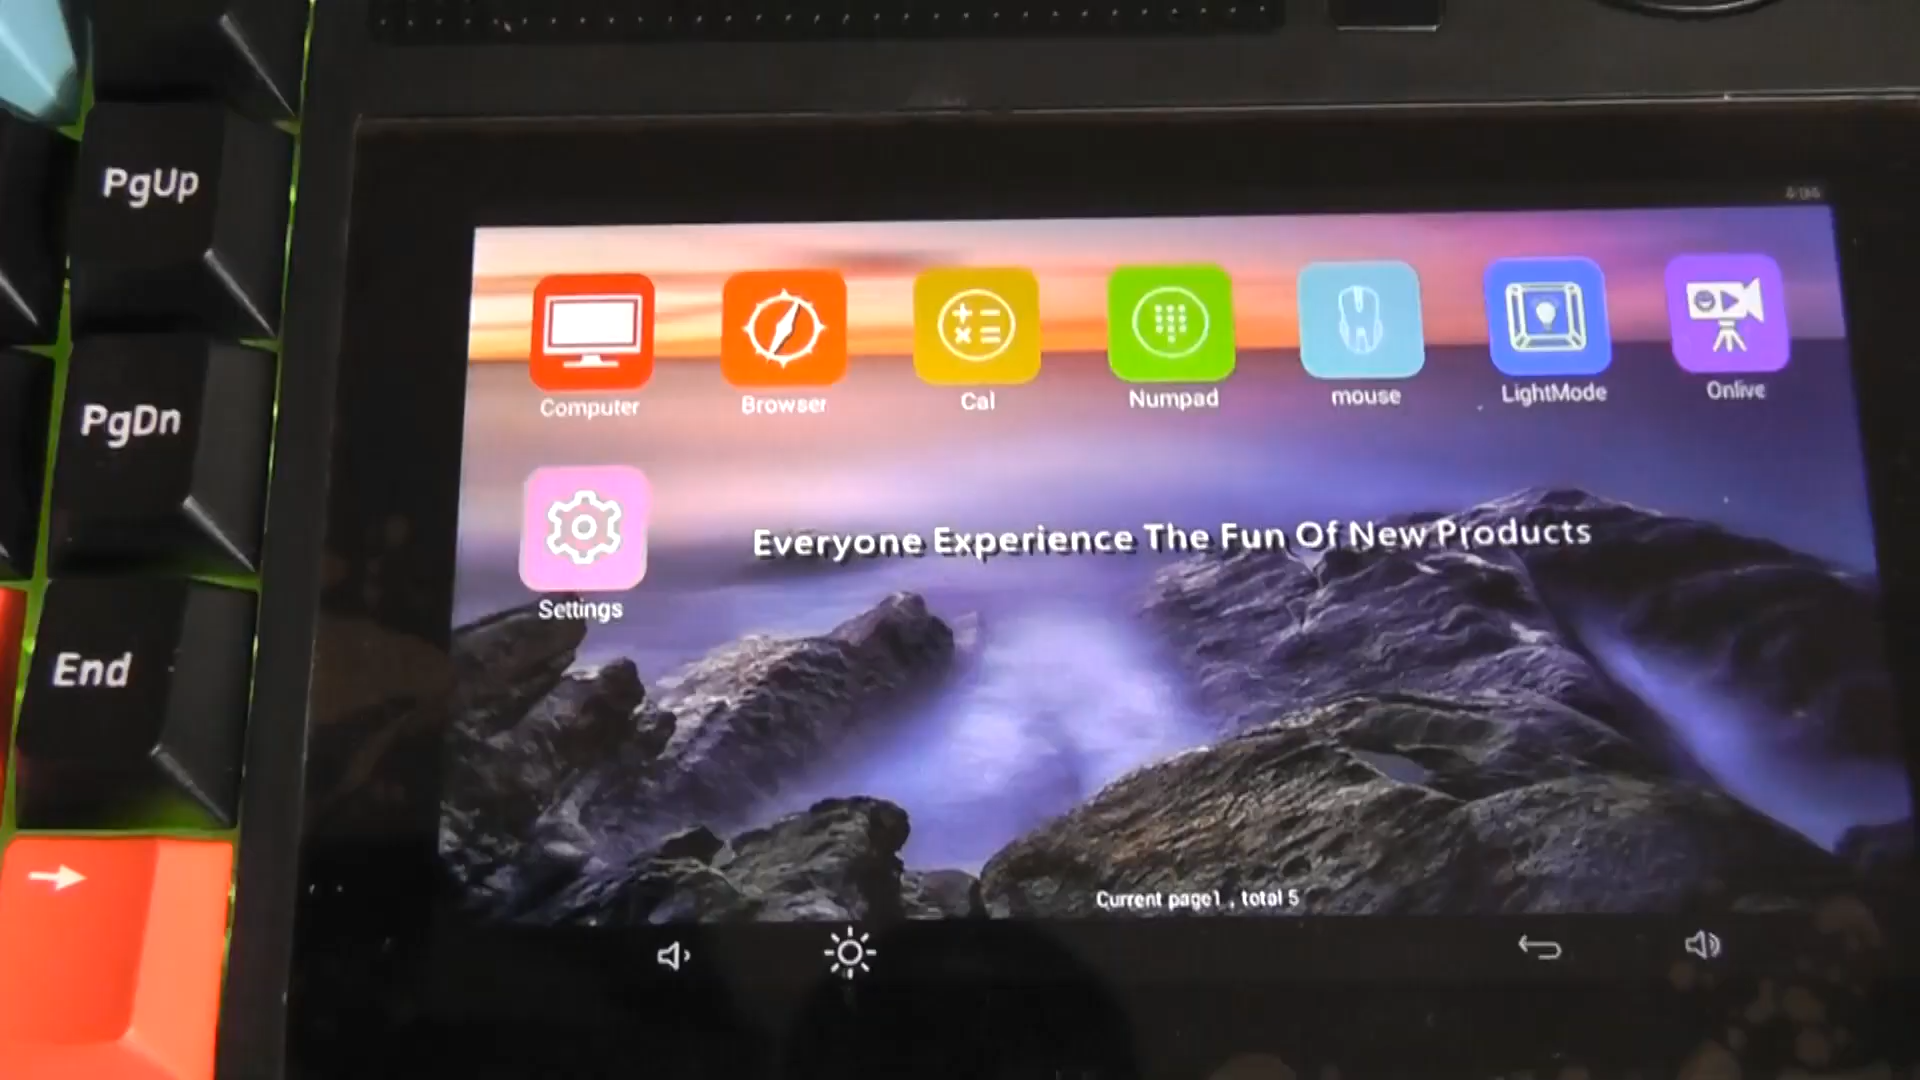 PgUp
PgDn
End
Computer
Browser
Cal
Numpad
mouse
LightMode
Onlive
Settings
Everyone Experience The Fun Of New Products
Current page1 , total 5